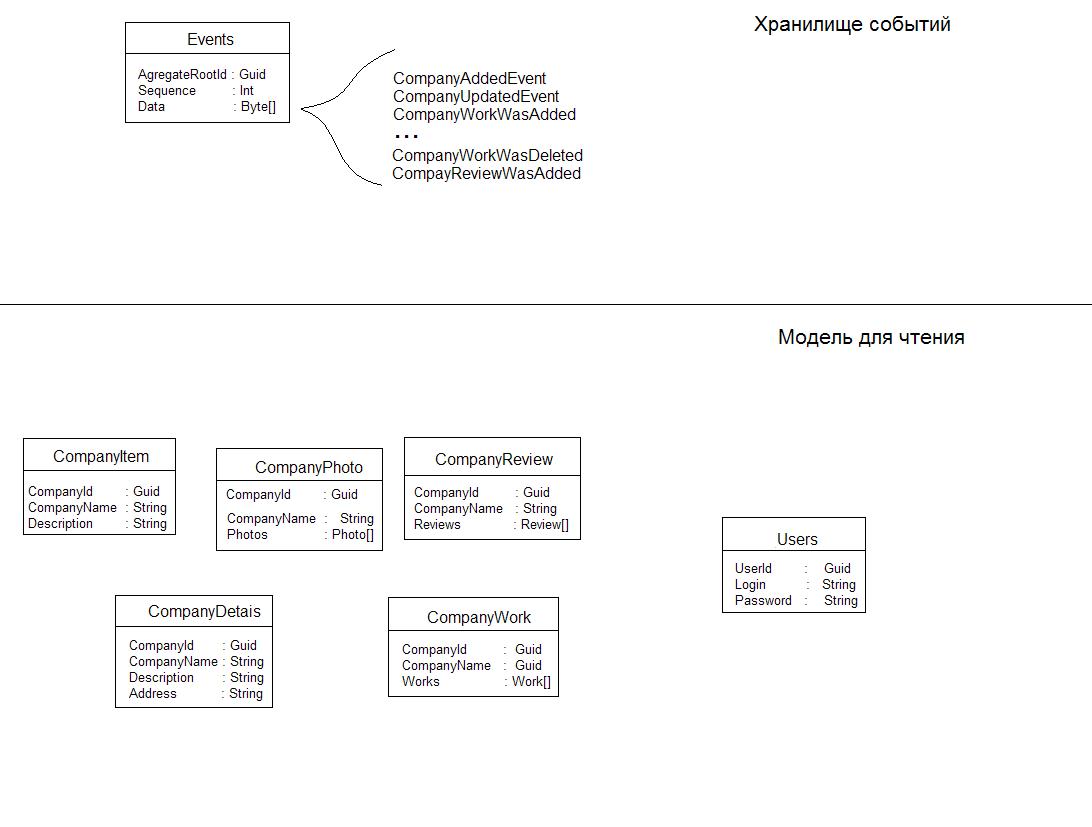 Хранилище событий
Events
AgregateRootId : Guid
Sequence : Int
Data : Byte[]
CompanyAddedEvent
CompanyUpdatedEvent
CompanyWorkWasAdded
...
CompanyWorkWasDeleted
CompayReviewWasAdded
Модель для чтения
CompanyItem
CompanyId : Guid
CompanyName : String
Description : String
CompanyPhoto
CompanyId : Guid
CompanyName : String
Photos : Photo[]
CompanyReview
CompanyId : Guid
CompanyName : String
Reviews : Review[]
Users
UserId : Guid
Login : String
Password : String
CompanyDetais
CompanyId : Guid
CompanyName : String
Description : String
Address : String
CompanyWork
CompanyId : Guid
CompanyName : Guid
Works : Work[]